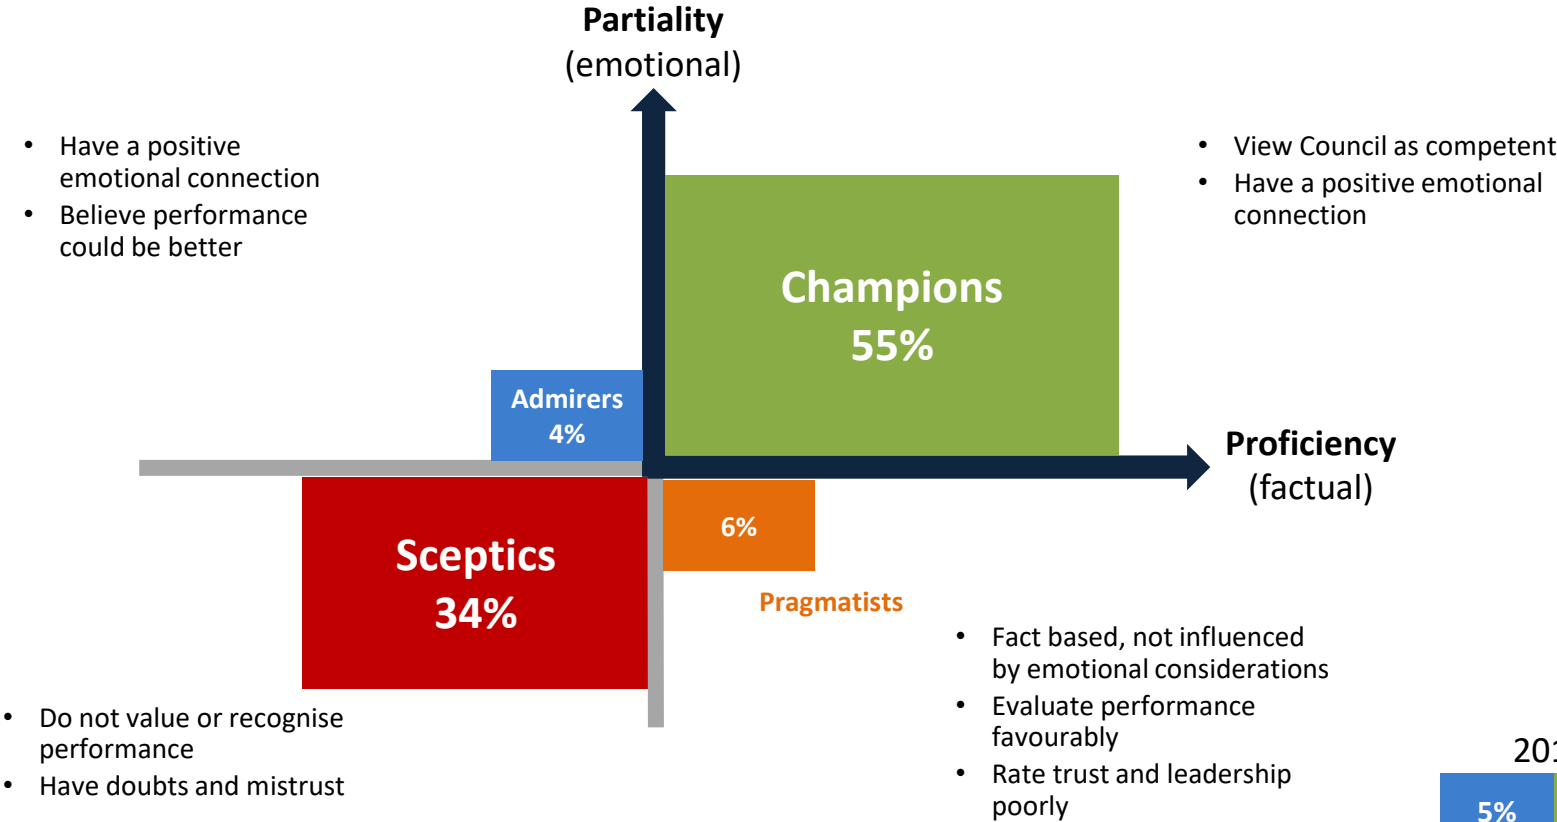 Partiality
(emotional)
• Have a positive
emotional connection
• Believe performance
could be better
• View Council as competent
• Have a positive emotional
connection
Champions
55%
Admirers
4%
Proficiency
(factual)
Sceptics
34%
6%
Pragmatists
• Fact based, not influenced
by emotional considerations
• Evaluate performance
favourably
• Rate trust and leadership
poorly
• Do not value or recognise
performance
• Have doubts and mistrust
5%